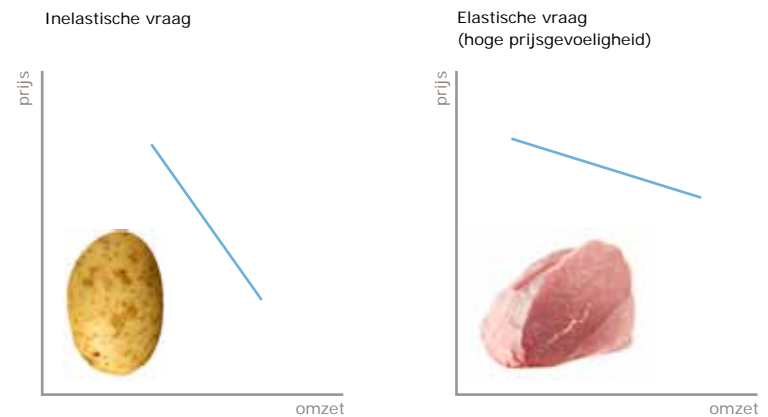 Inelastische vraag
prijs
omzet
Elastische vraag
(hoge prijsgevoeligheid)
prijs
omzet